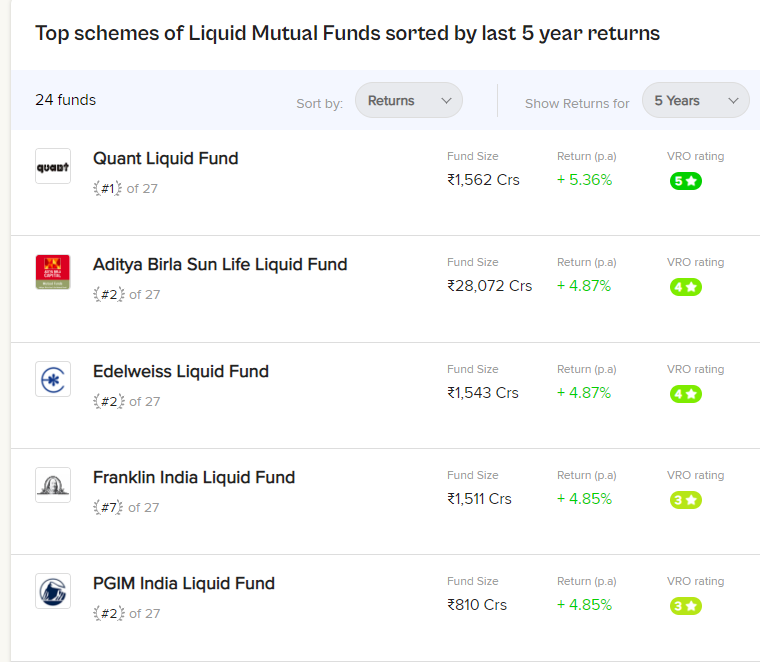 Top schemes of Liquid Mutual Funds sorted by last 5 year returns
24 funds
Sort by: Returns
Show Returns for 5 Years
quant
Quant Liquid Fund
#1 of 27
Fund Size
₹1,562 Crs
Return (p.a)
+ 5.36%
VRO rating
5
Aditya Birla Sun Life Liquid Fund
#2 of 27
Fund Size
₹28,072 Crs
Return (p.a)
+ 4.87%
VRO rating
4
Edelweiss Liquid Fund
#2 of 27
Fund Size
₹1,543 Crs
Return (p.a)
+ 4.87%
VRO rating
4
Franklin India Liquid Fund
#7 of 27
Fund Size
₹1,511 Crs
Return (p.a)
+ 4.85%
VRO rating
3
PGIM India Liquid Fund
#2 of 27
Fund Size
₹810 Crs
Return (p.a)
+ 4.85%
VRO rating
3